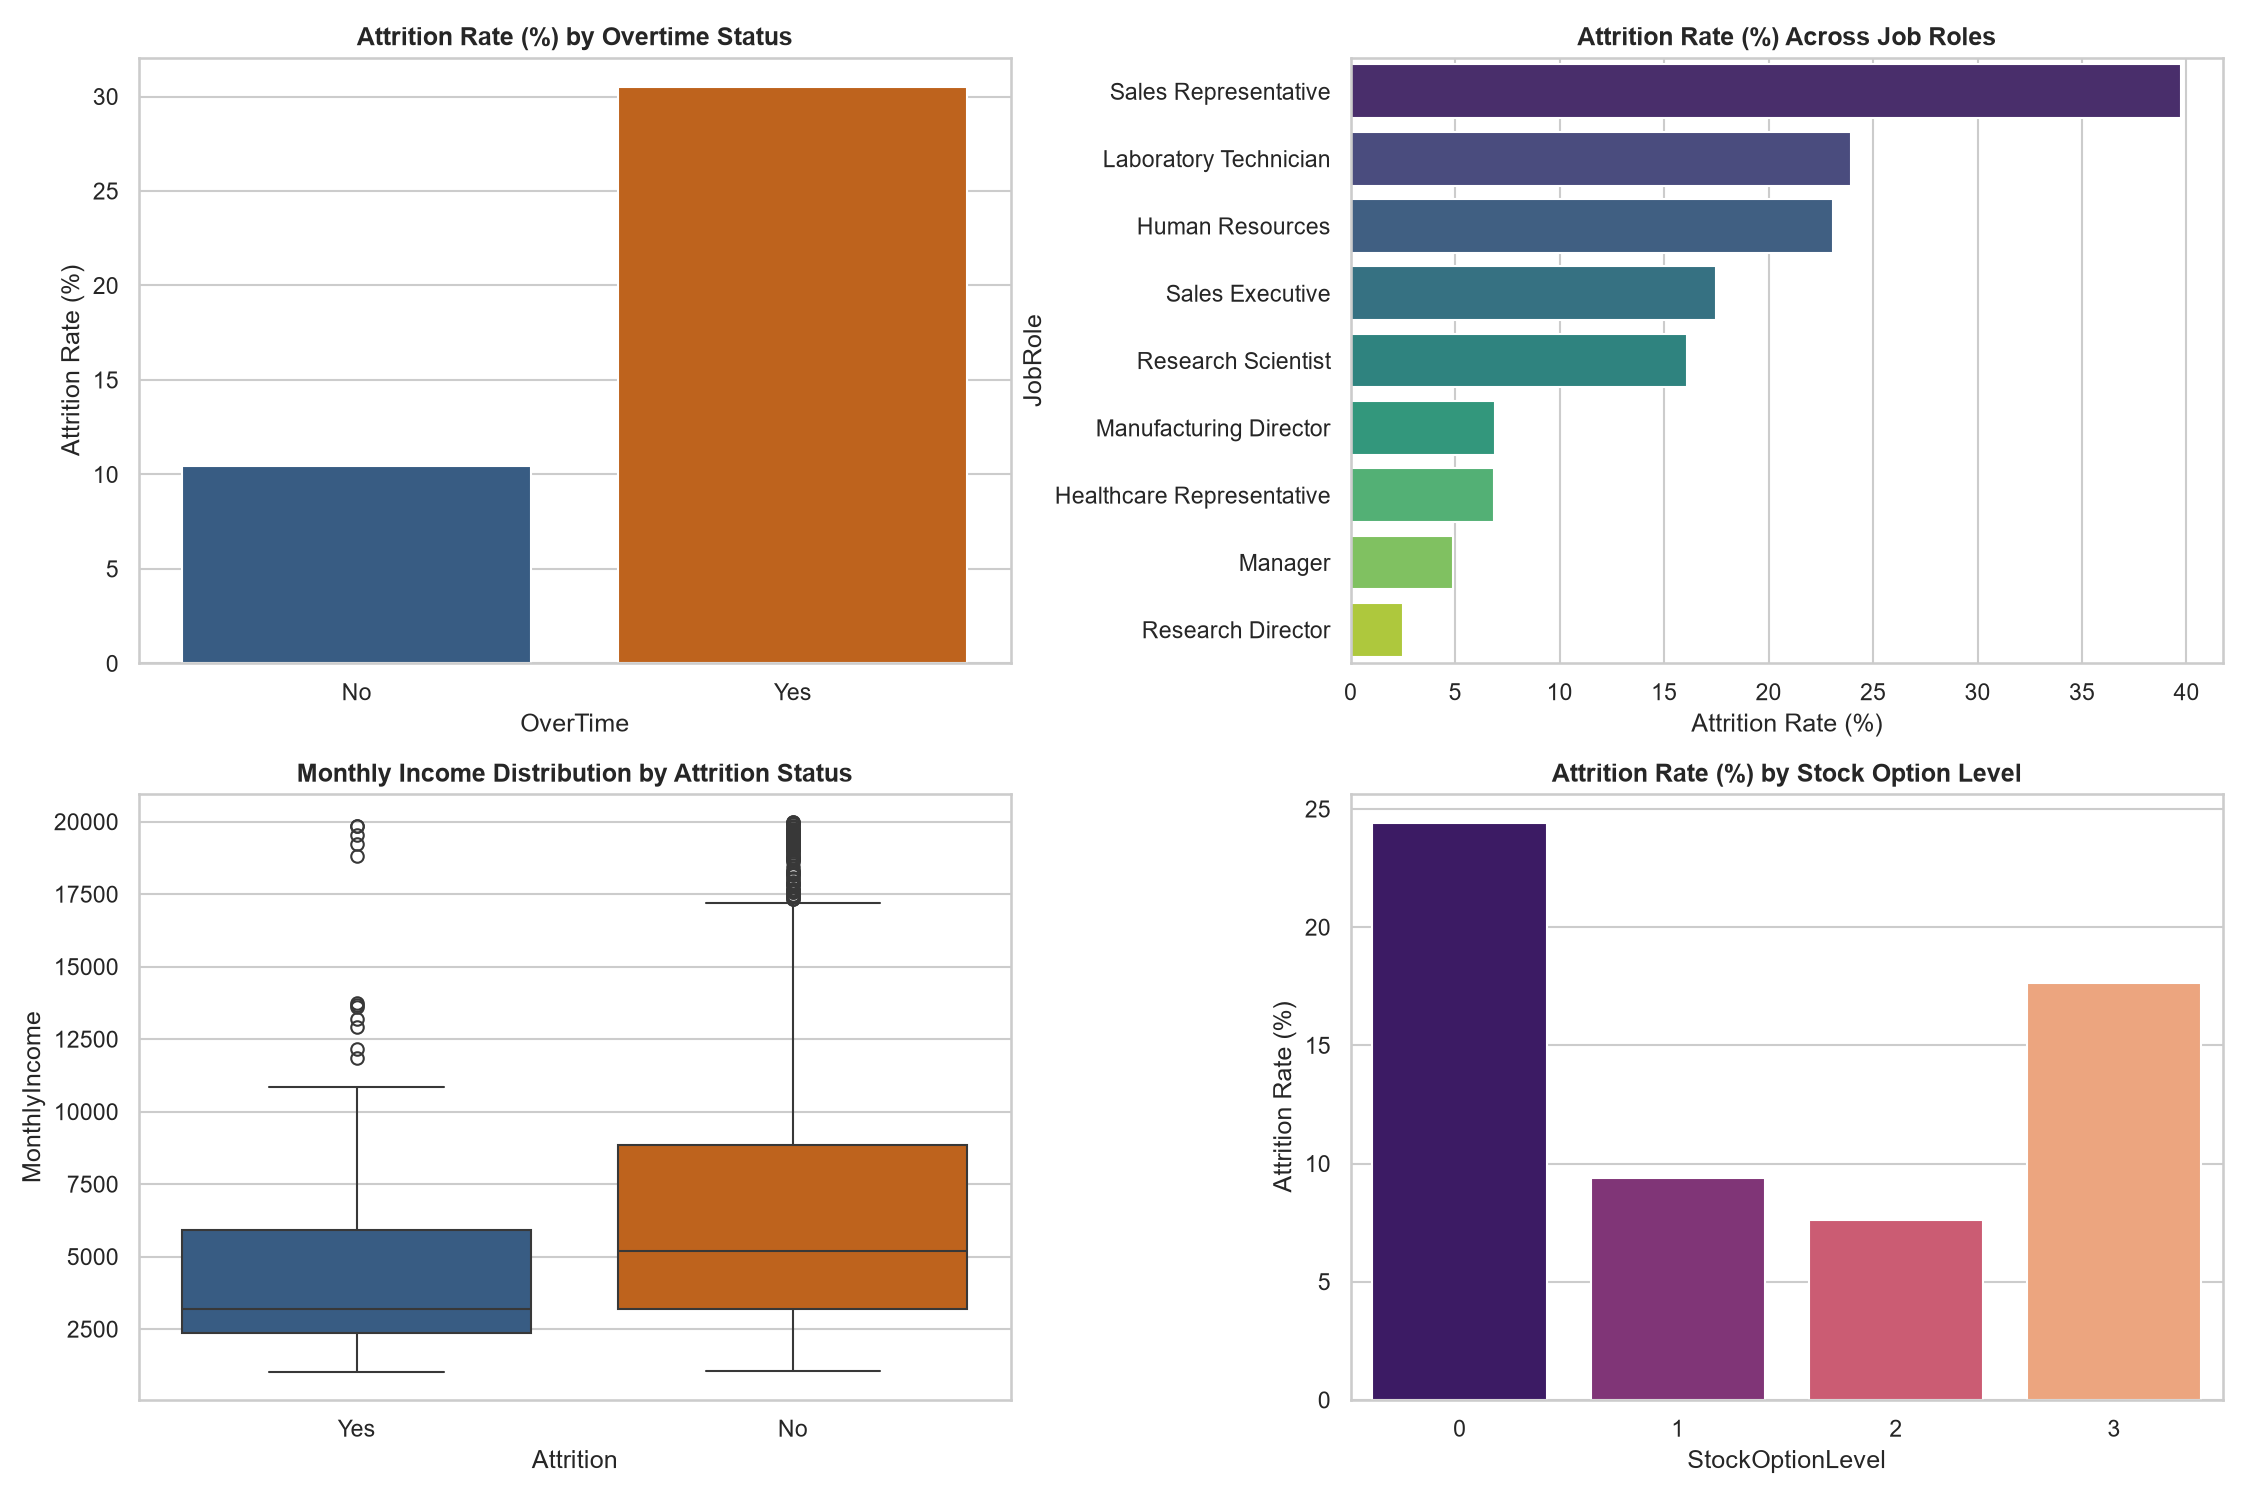 Attrition Rate (%) by Overtime Status
Attrition Rate (%)
30
25
20
15
10
5
0
No
Yes
OverTime
Attrition Rate (%) Across Job Roles
JobRole
Sales Representative
Laboratory Technician
Human Resources
Sales Executive
Research Scientist
Manufacturing Director
Healthcare Representative
Manager
Research Director
0
5
10
15
20
25
30
35
40
Attrition Rate (%)
Monthly Income Distribution by Attrition Status
MonthlyIncome
20000
17500
15000
12500
10000
7500
5000
2500
Yes
No
Attrition
Attrition Rate (%) by Stock Option Level
Attrition Rate (%)
25
20
15
10
5
0
0
1
2
3
StockOptionLevel